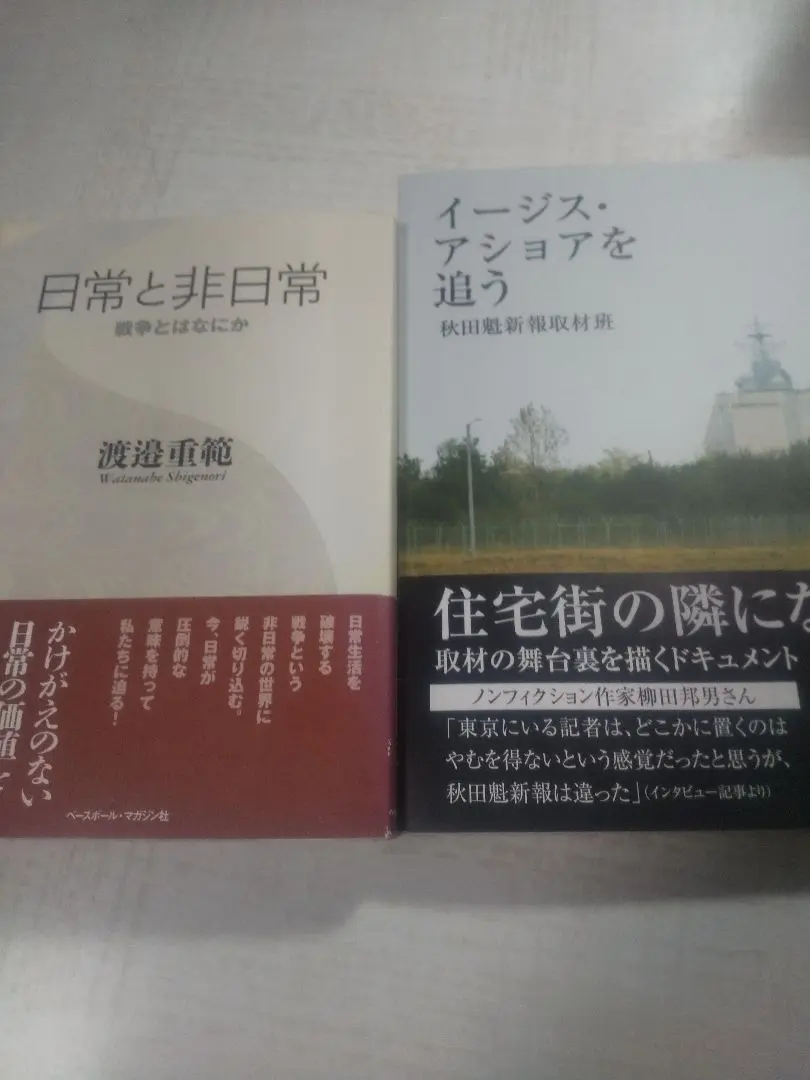 日常と非日常
戦争とはなにか
渡邉重範
Watanabe Shigenori
日常生活を
破壊する
戦争という
非日常の世界に
鋭く切り込む。
今、日常が
圧倒的な
意味を持って
私たちに迫る！
かけがえのない
日常の価値
ベースボール・マガジン社
イージス・
アショアを
追う
秋田魁新報取材班
住宅街の隣にな
取材の舞台裏を描くドキュメント
ノンフィクション作家柳田邦男さん
「東京にいる記者は、どこかに置くのは
やむを得ないという感覚だったと思うが、
秋田魁新報は違った」（インタビュー記事より）